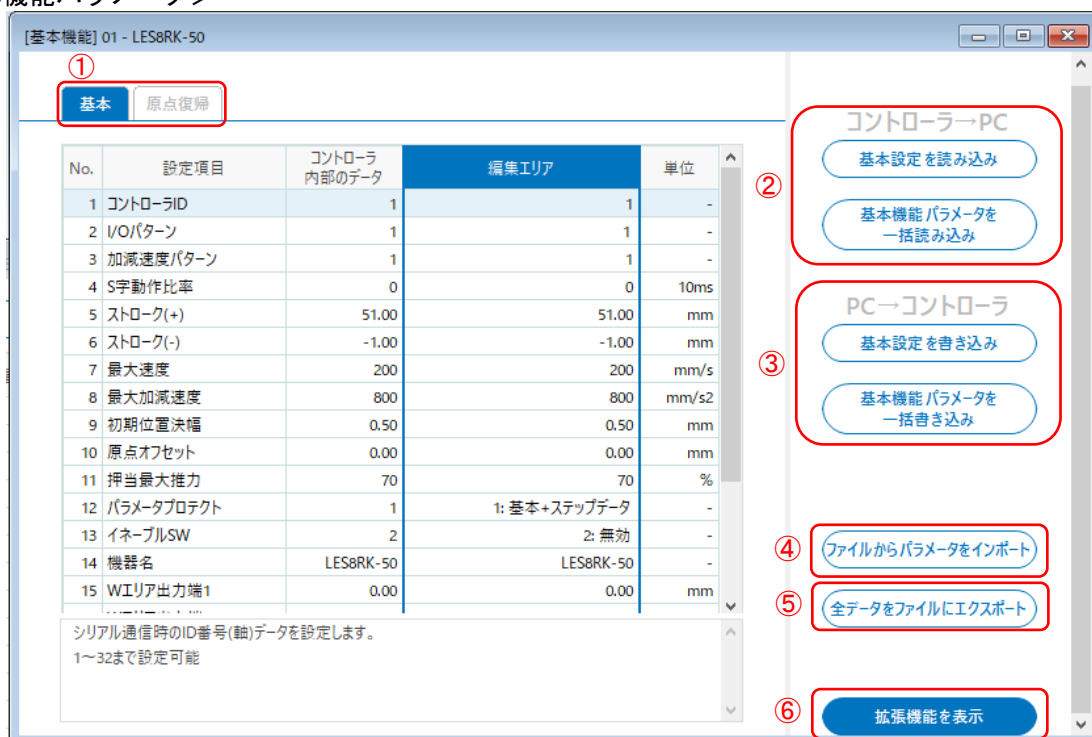 機能パラメータ
[基本機能] 01 - LES8RK-50
①
基本 原点復帰
No. 設定項目 コントローラ内部のデータ 編集エリア 単位
1 コントローラID 1 1 -
2 I/Oパターン 1 1 -
3 加減速度パターン 1 1 -
4 S字動作比率 0 0 10ms
5 ストローク(+) 51.00 51.00 mm
6 ストローク(-) -1.00 -1.00 mm
7 最大速度 200 200 mm/s
8 最大加減速度 800 800 mm/s2
9 初期位置決幅 0.50 0.50 mm
10 原点オフセット 0.00 0.00 mm
11 押当最大推力 70 70 %
12 パラメータプロテクト 1 1: 基本+ステップデータ -
13 イネーブルSW 2 2: 無効 -
14 機器名 LES8RK-50 LES8RK-50 -
15 Wエリア出力端1 0.00 0.00 mm
シリアル通信時のID番号(軸)データを設定します。
1～32まで設定可能
②
コントローラ→PC
基本設定を読み込み
基本機能パラメータを
一括読み込み
③
PC→コントローラ
基本設定を書き込み
基本機能パラメータを
一括書き込み
④
ファイルからパラメータをインポート
⑤
全データをファイルにエクスポート
⑥
拡張機能を表示